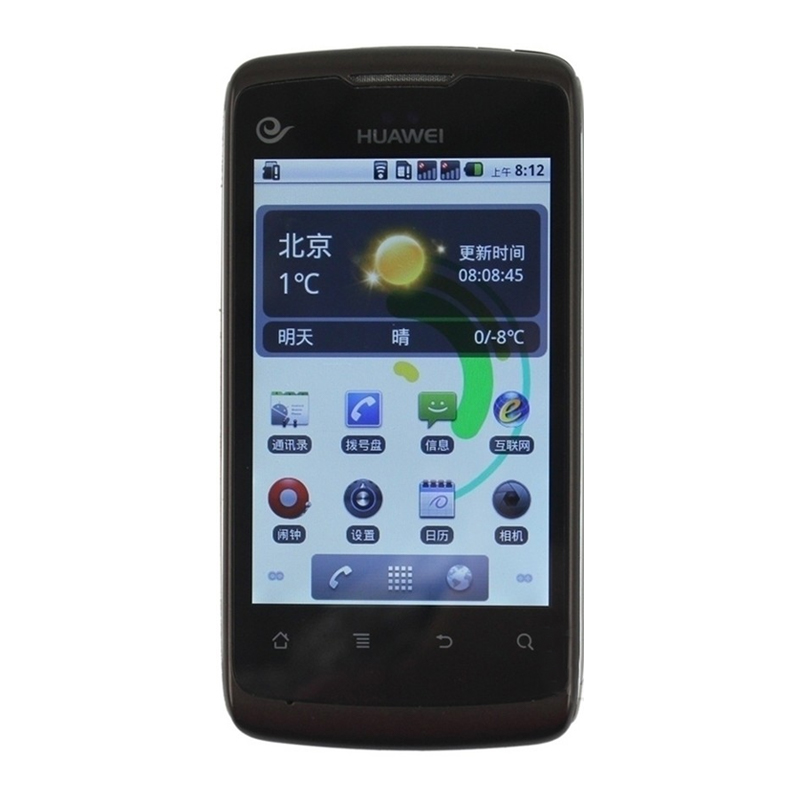 HUAWEI
上午 8:12
北京
更新时间
1℃
08:08:45
明天 晴 0/-8℃
通讯录 拨号盘 信息 互联网
闹钟 设置 日历 相机